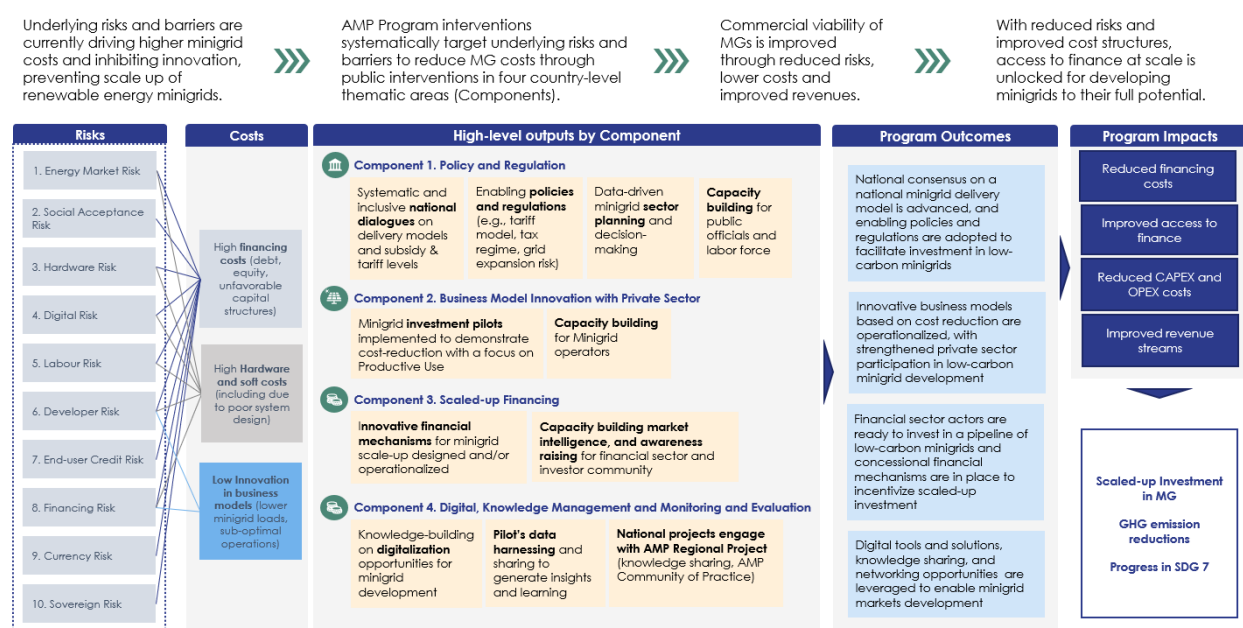 Underlying risks and barriers are
currently driving higher minigrid
costs and inhibiting innovation,
preventing scale up of
renewable energy minigrids.
AMP Program interventions
systematically target underlying risks and
barriers to reduce MG costs through
public interventions in four country-level
thematic areas (Components).
Commercial viability of
MGs is improved
through reduced risks,
lower costs and
improved revenues.
With reduced risks and
improved cost structures,
access to finance at scale is
unlocked for developing
minigrids to their full potential.
Risks
1. Energy Market Risk
2. Social Acceptance
Risk
3. Hardware Risk
4. Digital Risk
5. Labour Risk
6. Developer Risk
7. End-user Credit Risk
8. Financing Risk
9. Currency Risk
10. Sovereign Risk
Costs
High financing
costs (debt,
equity,
unfavorable
capital
structures)
High Hardware
and soft costs
(including due
to poor system
design)
Low Innovation
in business
models (lower
minigrid loads,
sub-optimal
operations)
High-level outputs by Component
Component 1. Policy and Regulation
Systematic and
inclusive national
dialogues on
delivery models
and subsidy &
tariff levels
Enabling policies
and regulations
(e.g., tariff
model, tax
regime, grid
expansion risk)
Data-driven
minigrid sector
planning and
decision-
making
Capacity
building for
public
officials and
labor force
Component 2. Business Model Innovation with Private Sector
Minigrid investment pilots
implemented to demonstrate
cost-reduction with a focus on
Productive Use
Capacity building
for Minigrid
operators
Component 3. Scaled-up Financing
Innovative financial
mechanisms for minigrid
scale-up designed and/or
operationalized
Capacity building market
intelligence, and awareness
raising for financial sector and
investor community
Component 4. Digital, Knowledge Management and Monitoring and Evaluation
Knowledge-building
on digitalization
opportunities for
minigrid
development
Pilot's data
harnessing and
sharing to
generate insights
and learning
National projects engage
with AMP Regional Project
(knowledge sharing, AMP
Community of Practice)
Program Outcomes
National consensus on a
national minigrid delivery
model is advanced, and
enabling policies and
regulations are adopted to
facilitate investment in low-
carbon minigrids
Innovative business models
based on cost reduction are
operationalized, with
strengthened private sector
participation in low-carbon
minigrid development
Financial sector actors are
ready to invest in a pipeline of
low-carbon minigrids and
concessional financial
mechanisms are in place to
incentivize scaled-up
investment
Digital tools and solutions,
knowledge sharing, and
networking opportunities are
leveraged to enable minigrid
markets development
Program Impacts
Reduced financing
costs
Improved access to
finance
Reduced CAPEX and
OPEX costs
Improved revenue
streams
Scaled-up Investment
in MG
GHG emission
reductions
Progress in SDG 7